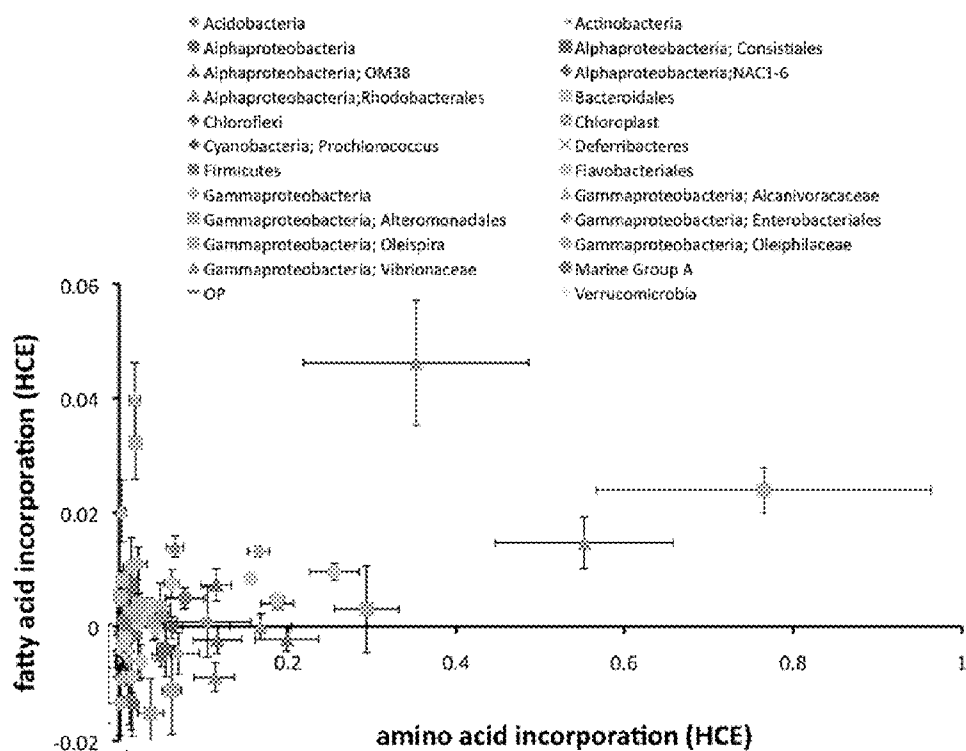 Acidobacteria Actinobacteria
Alphaproteobacteria Alphaproteobacteria; Consistiales
Alphaproteobacteria; OM38 Alphaproteobacteria;NAC1-6
Alphaproteobacteria;Rhodobacterales Bacteroidales
Chloroflexi Chloroplast
Cyanobacteria; Prochlorococcus Deferribacteres
Firmicutes Flavobacteriales
Gammaproteobacteria Gammaproteobacteria; Alcanivoracaceae
Gammaproteobacteria; Alteromonadales Gammaproteobacteria; Enterobacteriales
Gammaproteobacteria; Oleispira Gammaproteobacteria; Oleiphilaceae
Gammaproteobacteria; Vibrionaceae Marine Group A
OP Verrucomicrobia
0.06
0.04
0.02
0
-0.02
0.2 0.4 0.6 0.8 1
fatty acid incorporation (HCE)
amino acid incorporation (HCE)